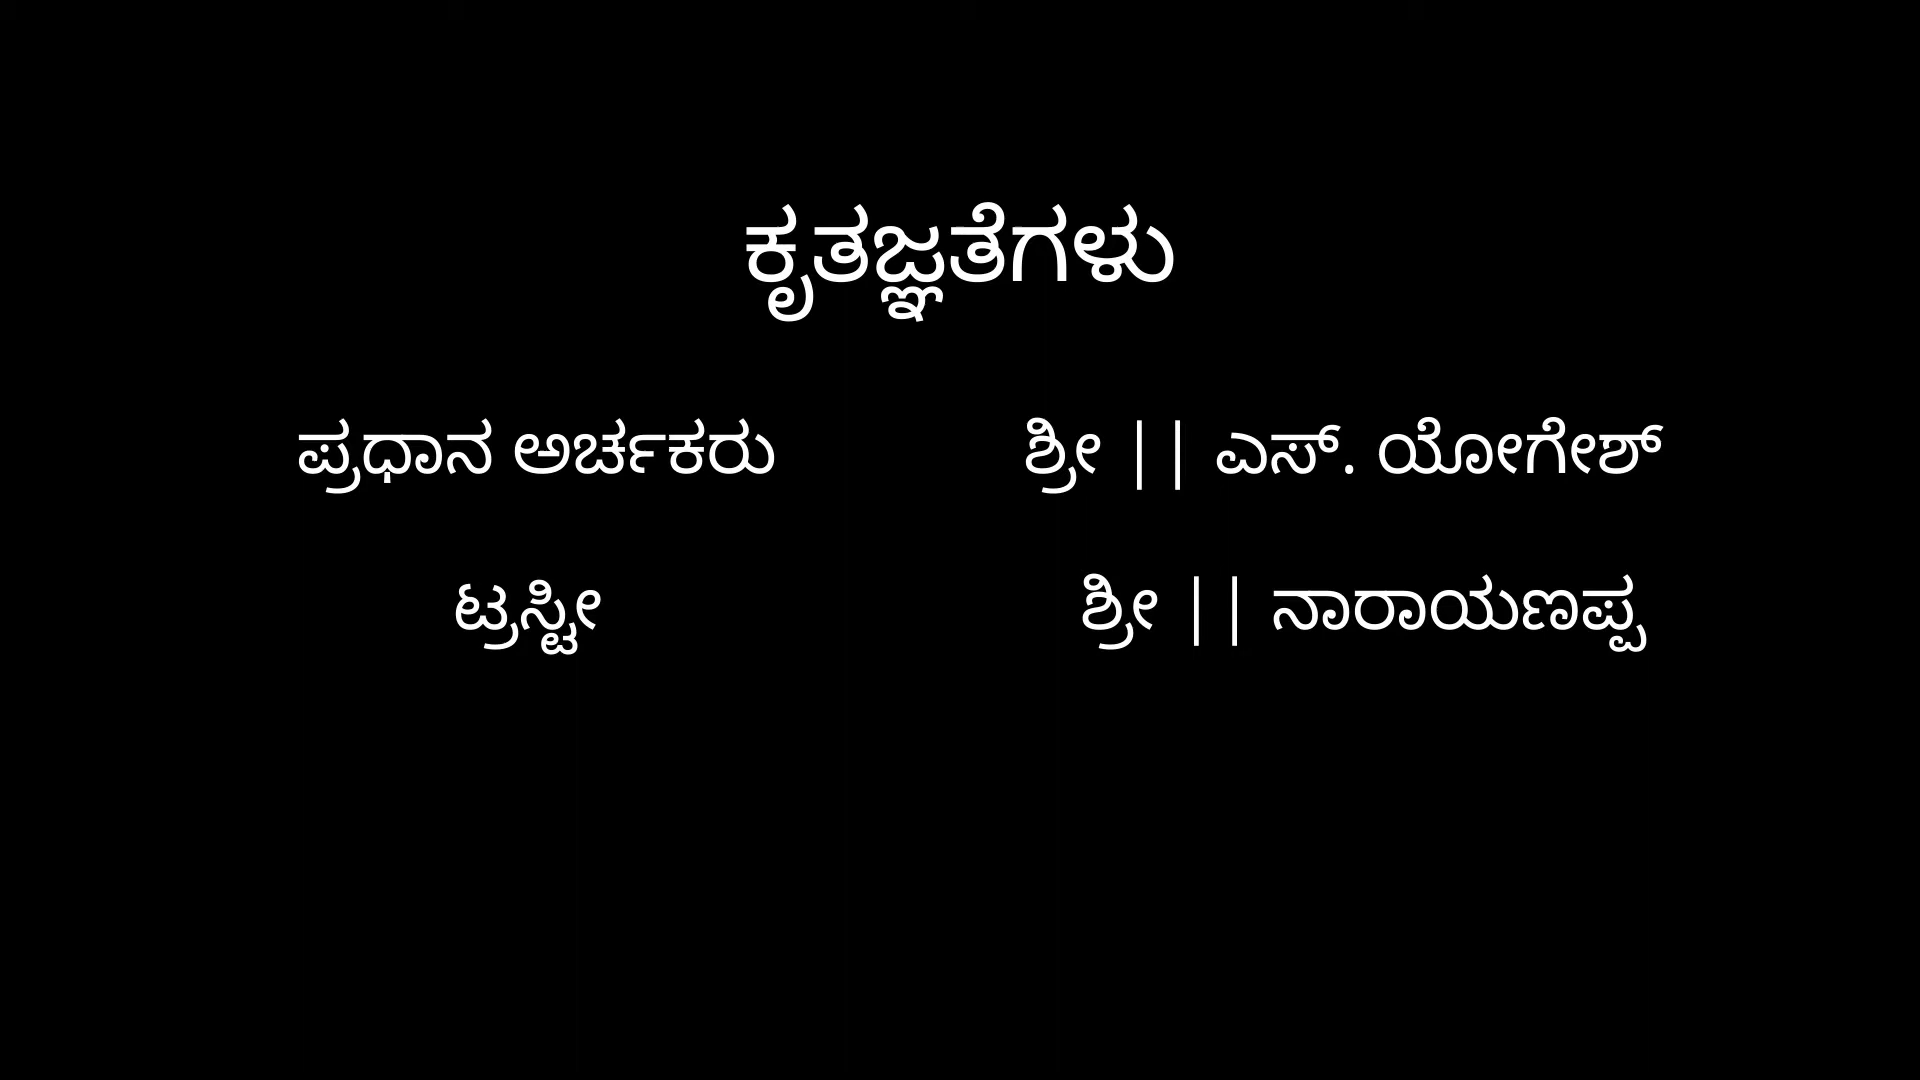 ಕೃತಜ್ಞತೆಗಳು
ಪ್ರಧಾನ ಅರ್ಚಕರು ಶ್ರೀ || ಎಸ್. ಯೋಗೇಶ್
ಟ್ರಸ್ಟೀ ಶ್ರೀ || ನಾರಾಯಣಪ್ಪ